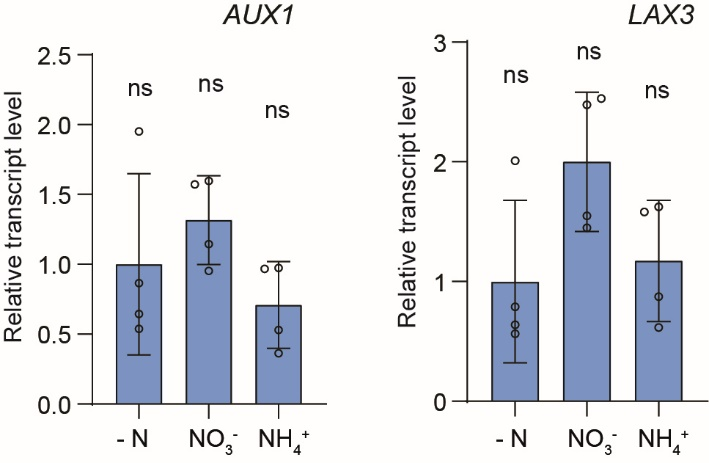 AUX1
Relative transcript level
2.5
2.0
1.5
1.0
0.5
0.0
ns
ns
ns
- N
NO₃⁻
NH₄⁺
LAX3
Relative transcript level
3
2
1
0
ns
ns
ns
- N
NO₃⁻
NH₄⁺